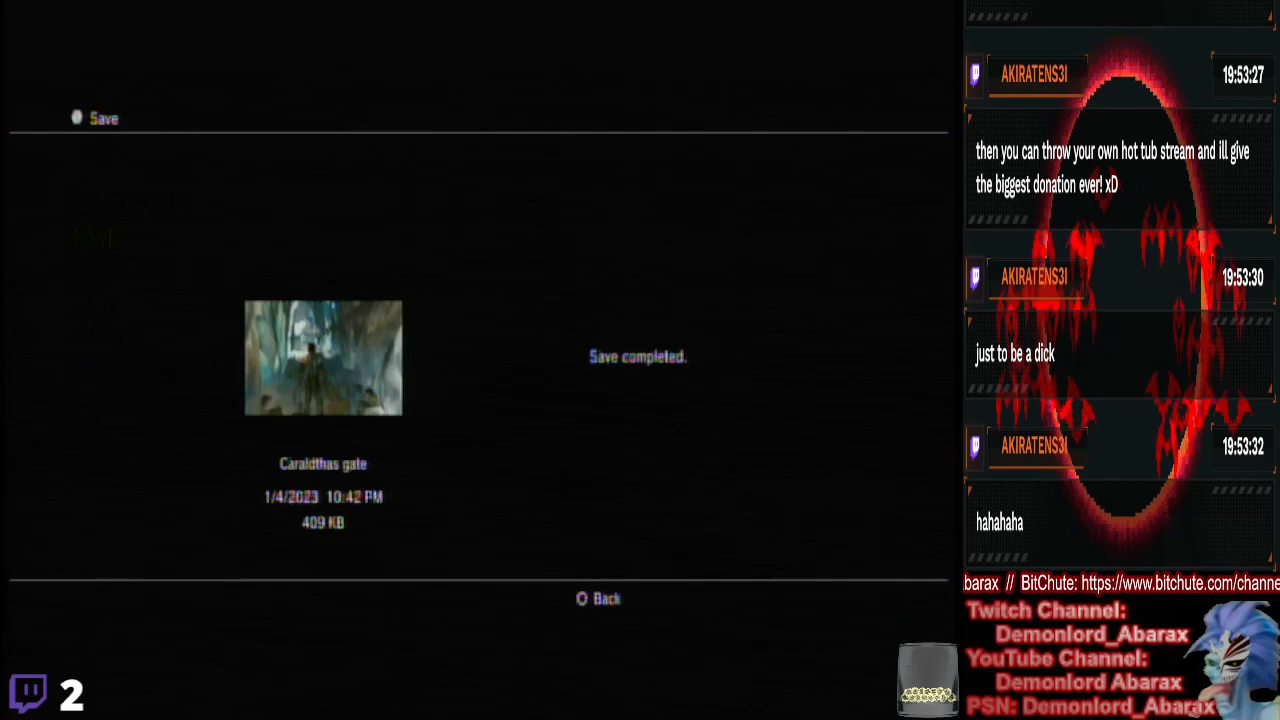 Save
Save completed.
Caraldthas gate
1/4/2023 10:42 PM
409 KB
Back
2
AKIRATENS3I
19:53:27
then you can throw your own hot tub stream and ill give
the biggest donation ever! xD
AKIRATENS3I
19:53:30
just to be a dick
AKIRATENS3I
19:53:32
hahahaha
barax // BitChute: https://www.bitchute.com/channe
Twitch Channel:
Demonlord_Abarax
YouTube Channel:
Demonlord Abarax
PSN: Demonlord_Abarax